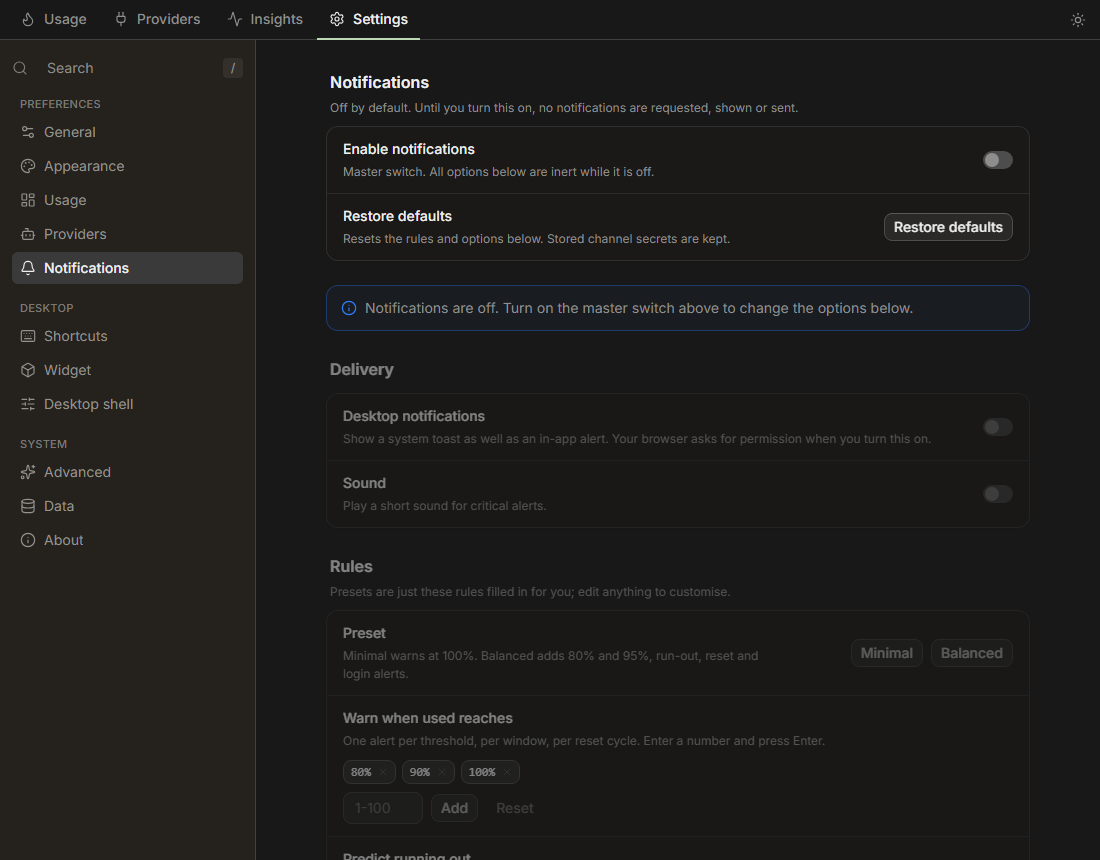 Usage
Providers
Insights
Settings
Search
/
PREFERENCES
General
Appearance
Usage
Providers
Notifications
DESKTOP
Shortcuts
Widget
Desktop shell
SYSTEM
Advanced
Data
About
Notifications
Off by default. Until you turn this on, no notifications are requested, shown or sent.
Enable notifications
Master switch. All options below are inert while it is off.
Restore defaults
Resets the rules and options below. Stored channel secrets are kept.
Restore defaults
Notifications are off. Turn on the master switch above to change the options below.
Delivery
Desktop notifications
Show a system toast as well as an in-app alert. Your browser asks for permission when you turn this on.
Sound
Play a short sound for critical alerts.
Rules
Presets are just these rules filled in for you; edit anything to customise.
Preset
Minimal warns at 100%. Balanced adds 80% and 95%, run-out, reset and
login alerts.
Minimal
Balanced
Warn when used reaches
One alert per threshold, per window, per reset cycle. Enter a number and press Enter.
80% ×
90% ×
100% ×
1-100
Add
Reset
Predict running out